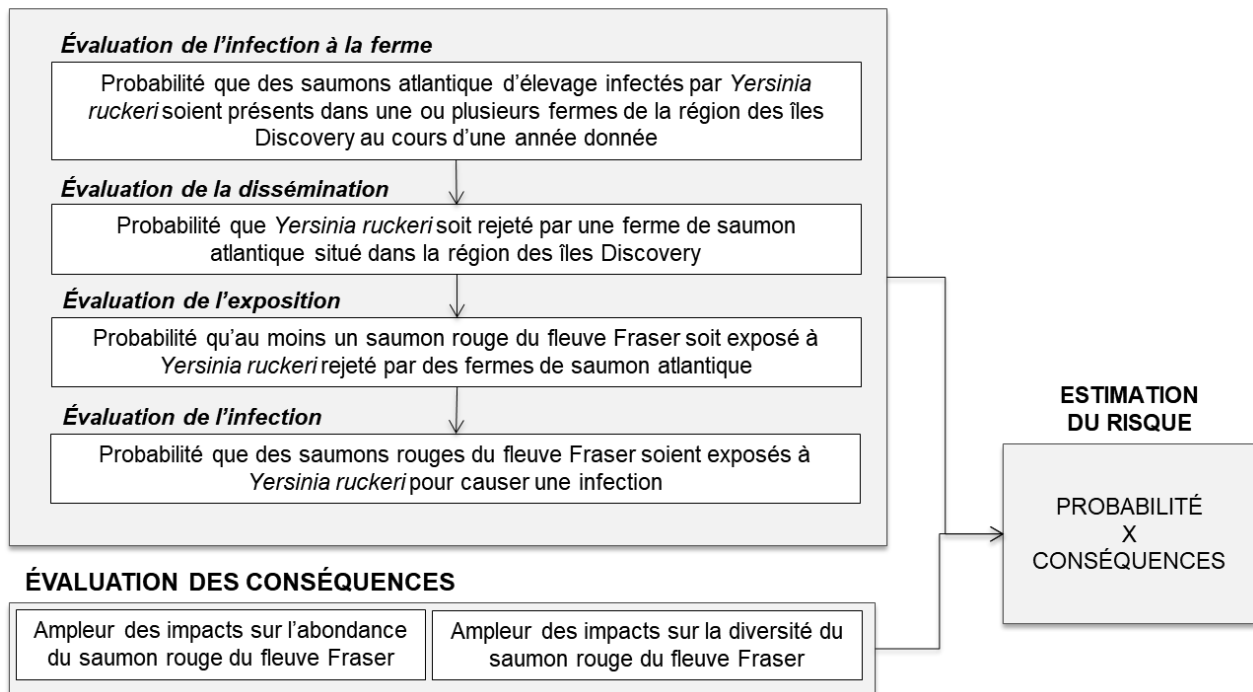 Évaluation de l'infection à la ferme
Probabilité que des saumons atlantique d'élevage infectés par Yersinia
ruckeri soient présents dans une ou plusieurs fermes de la région des îles
Discovery au cours d'une année donnée
Évaluation de la dissémination
Probabilité que Yersinia ruckeri soit rejeté par une ferme de saumon
atlantique situé dans la région des îles Discovery
Évaluation de l'exposition
Probabilité qu'au moins un saumon rouge du fleuve Fraser soit exposé à
Yersinia ruckeri rejeté par des fermes de saumon atlantique
Évaluation de l'infection
Probabilité que des saumons rouges du fleuve Fraser soient exposés à
Yersinia ruckeri pour causer une infection
ÉVALUATION DES CONSÉQUENCES
Ampleur des impacts sur l'abondance
du saumon rouge du fleuve Fraser
Ampleur des impacts sur la diversité du
saumon rouge du fleuve Fraser
ESTIMATION
DU RISQUE
PROBABILITÉ
X
CONSÉQUENCES